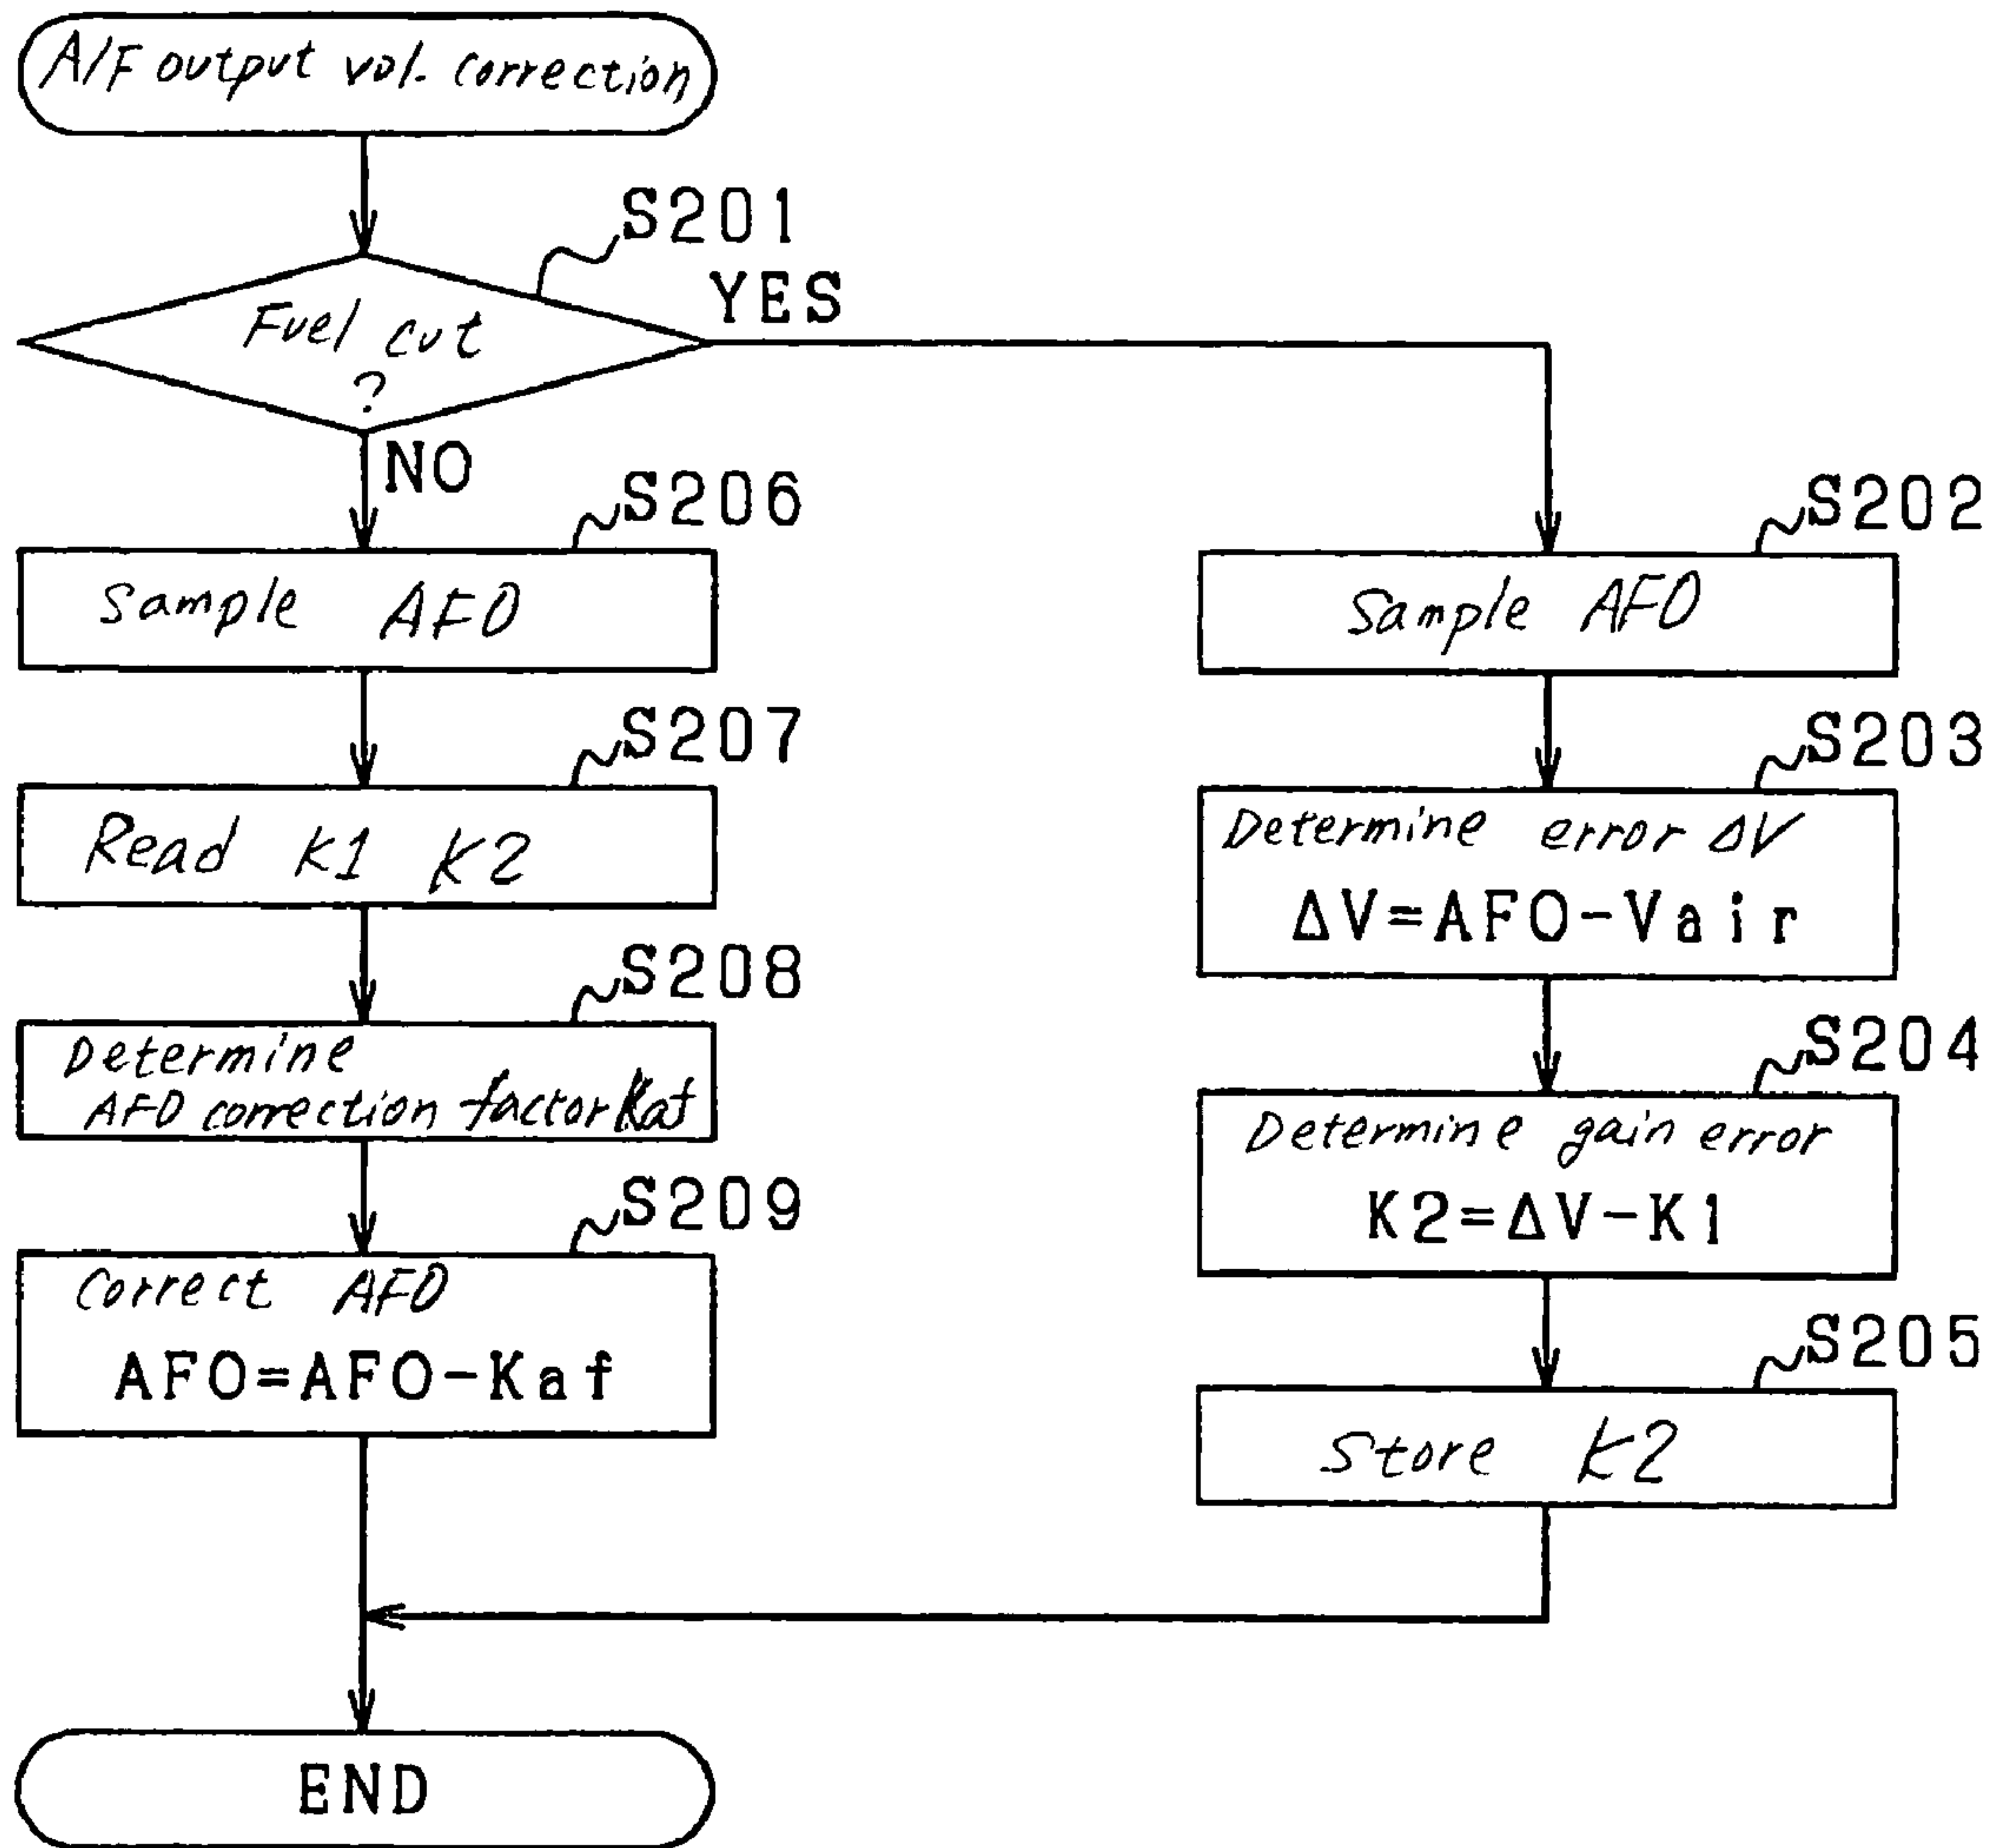 A/F output vol. correction
S201
YES
Fuel cut
?
NO
S206
Sample AFO
S207
Read K1 K2
S208
Determine
AFO correction factor Kaf
S209
Correct AFO
AFO=AFO-Kaf
S202
Sample AFO
S203
Determine error ΔV
ΔV=AFO-Vair
S204
Determine gain error
K2=ΔV-K1
S205
Store K2
END